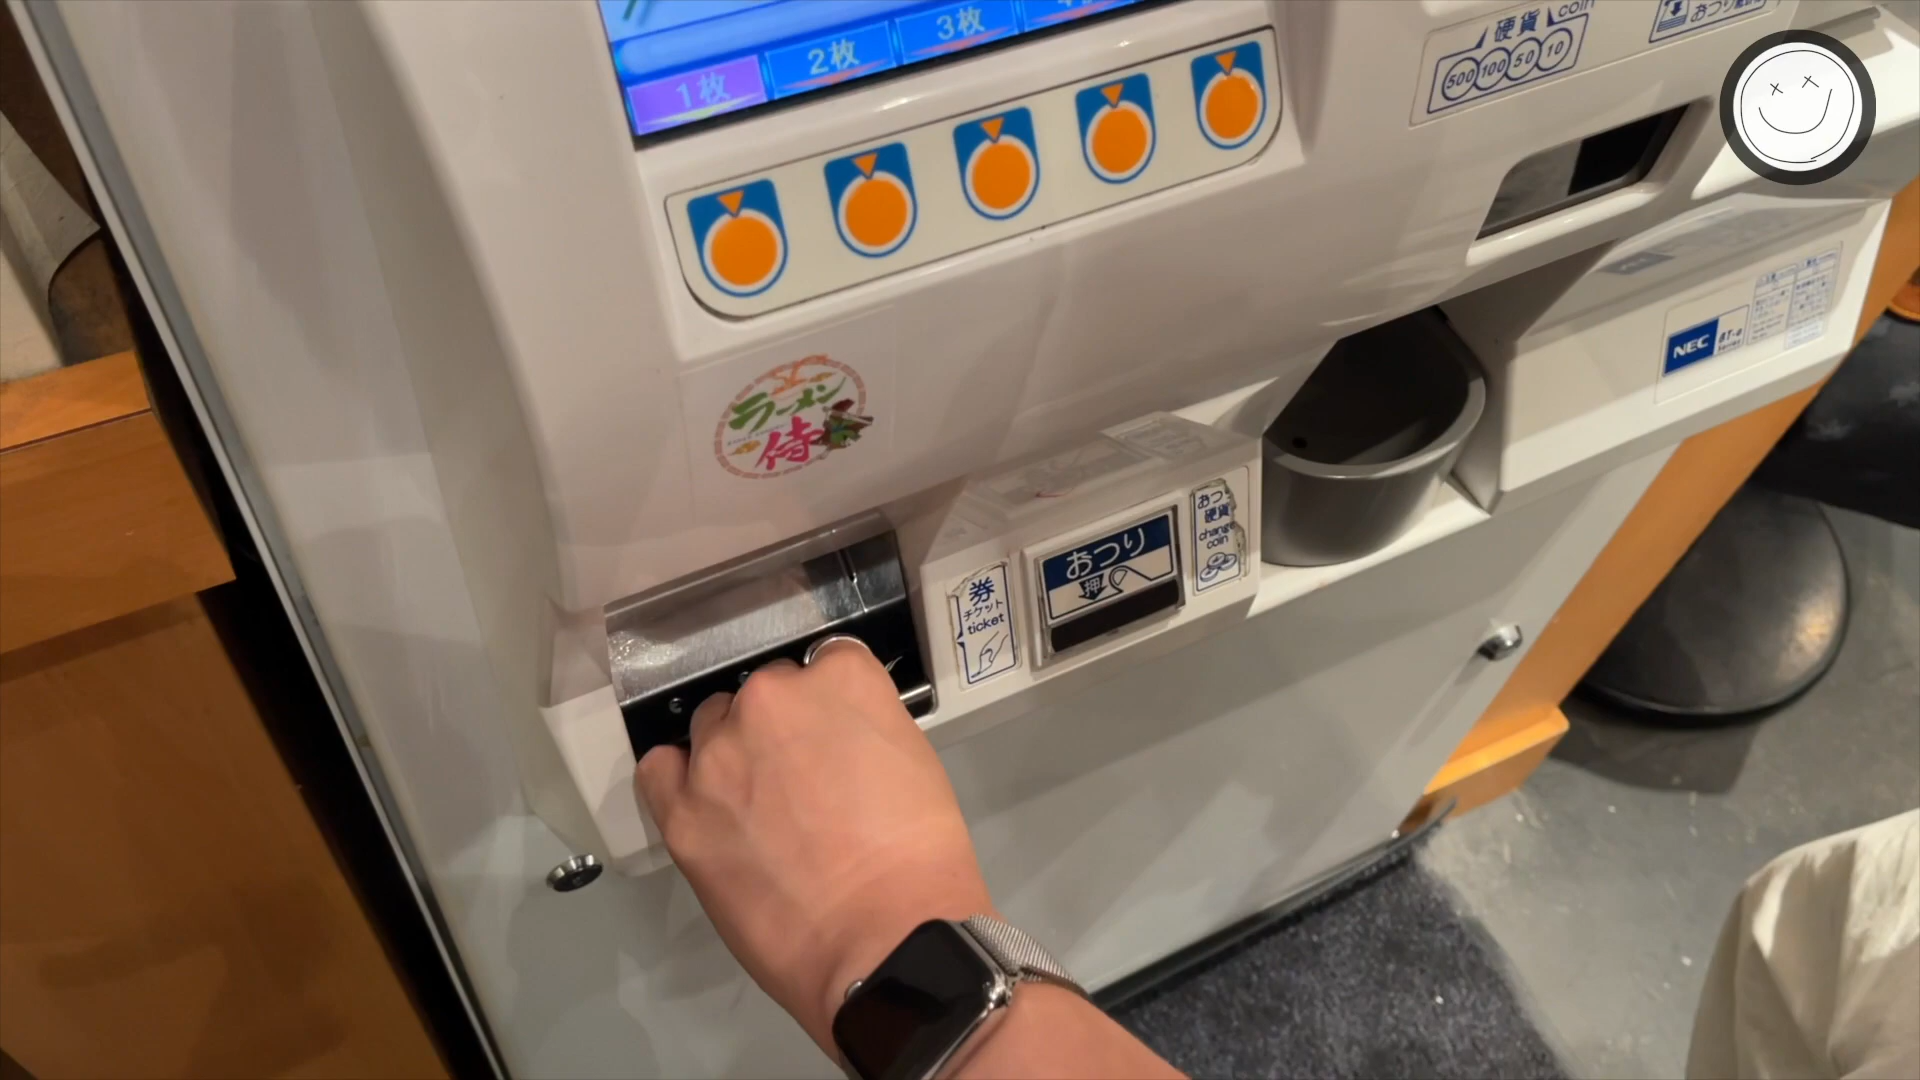 1枚
2枚
3枚
硬貨
coin
500 100 50 10
おつり
ラーメン
侍
NEC
BT-e
Series
券
チケット
ticket
おつり
押
おつ
硬貨
change
coin